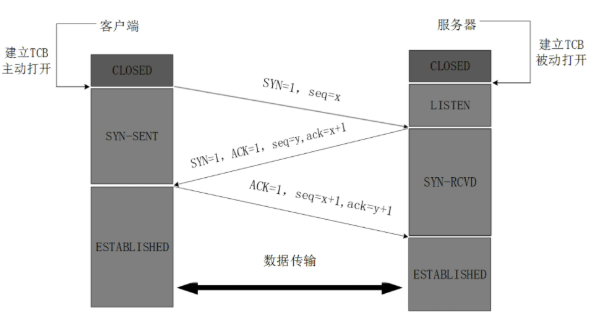 客户端
服务器
建立TCB
主动打开
建立TCB
被动打开
CLOSED
CLOSED
SYN=1, seq=x
LISTEN
SYN-SENT
SYN=1, ACK=1, seq=y,ack=x+1
SYN-RCVD
ACK=1, seq=x+1,ack=y+1
ESTABLISHED
数据传输
ESTABLISHED